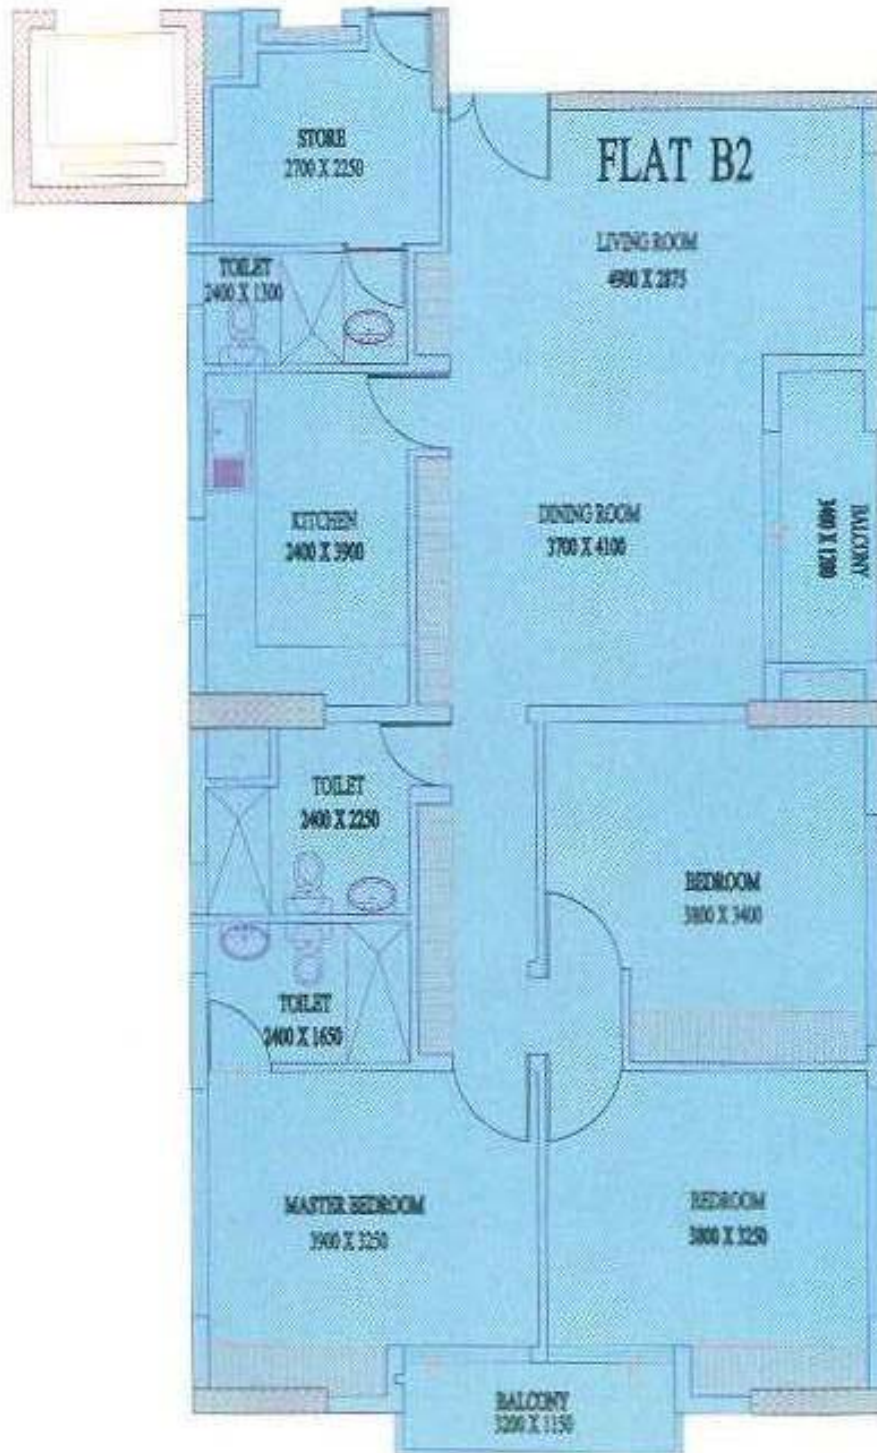 STORE
2700 X 2250
FLAT B2
LIVING ROOM
4900 X 2875
TOILET
2400 X 1300
KITCHEN
2400 X 3900
DINING ROOM
3700 X 4100
BALCONY
3400 X 1200
TOILET
2400 X 2250
BEDROOM
3800 X 3400
TOILET
2400 X 1650
MASTER BEDROOM
3900 X 3250
BEDROOM
3800 X 3250
BALCONY
3200 X 1150